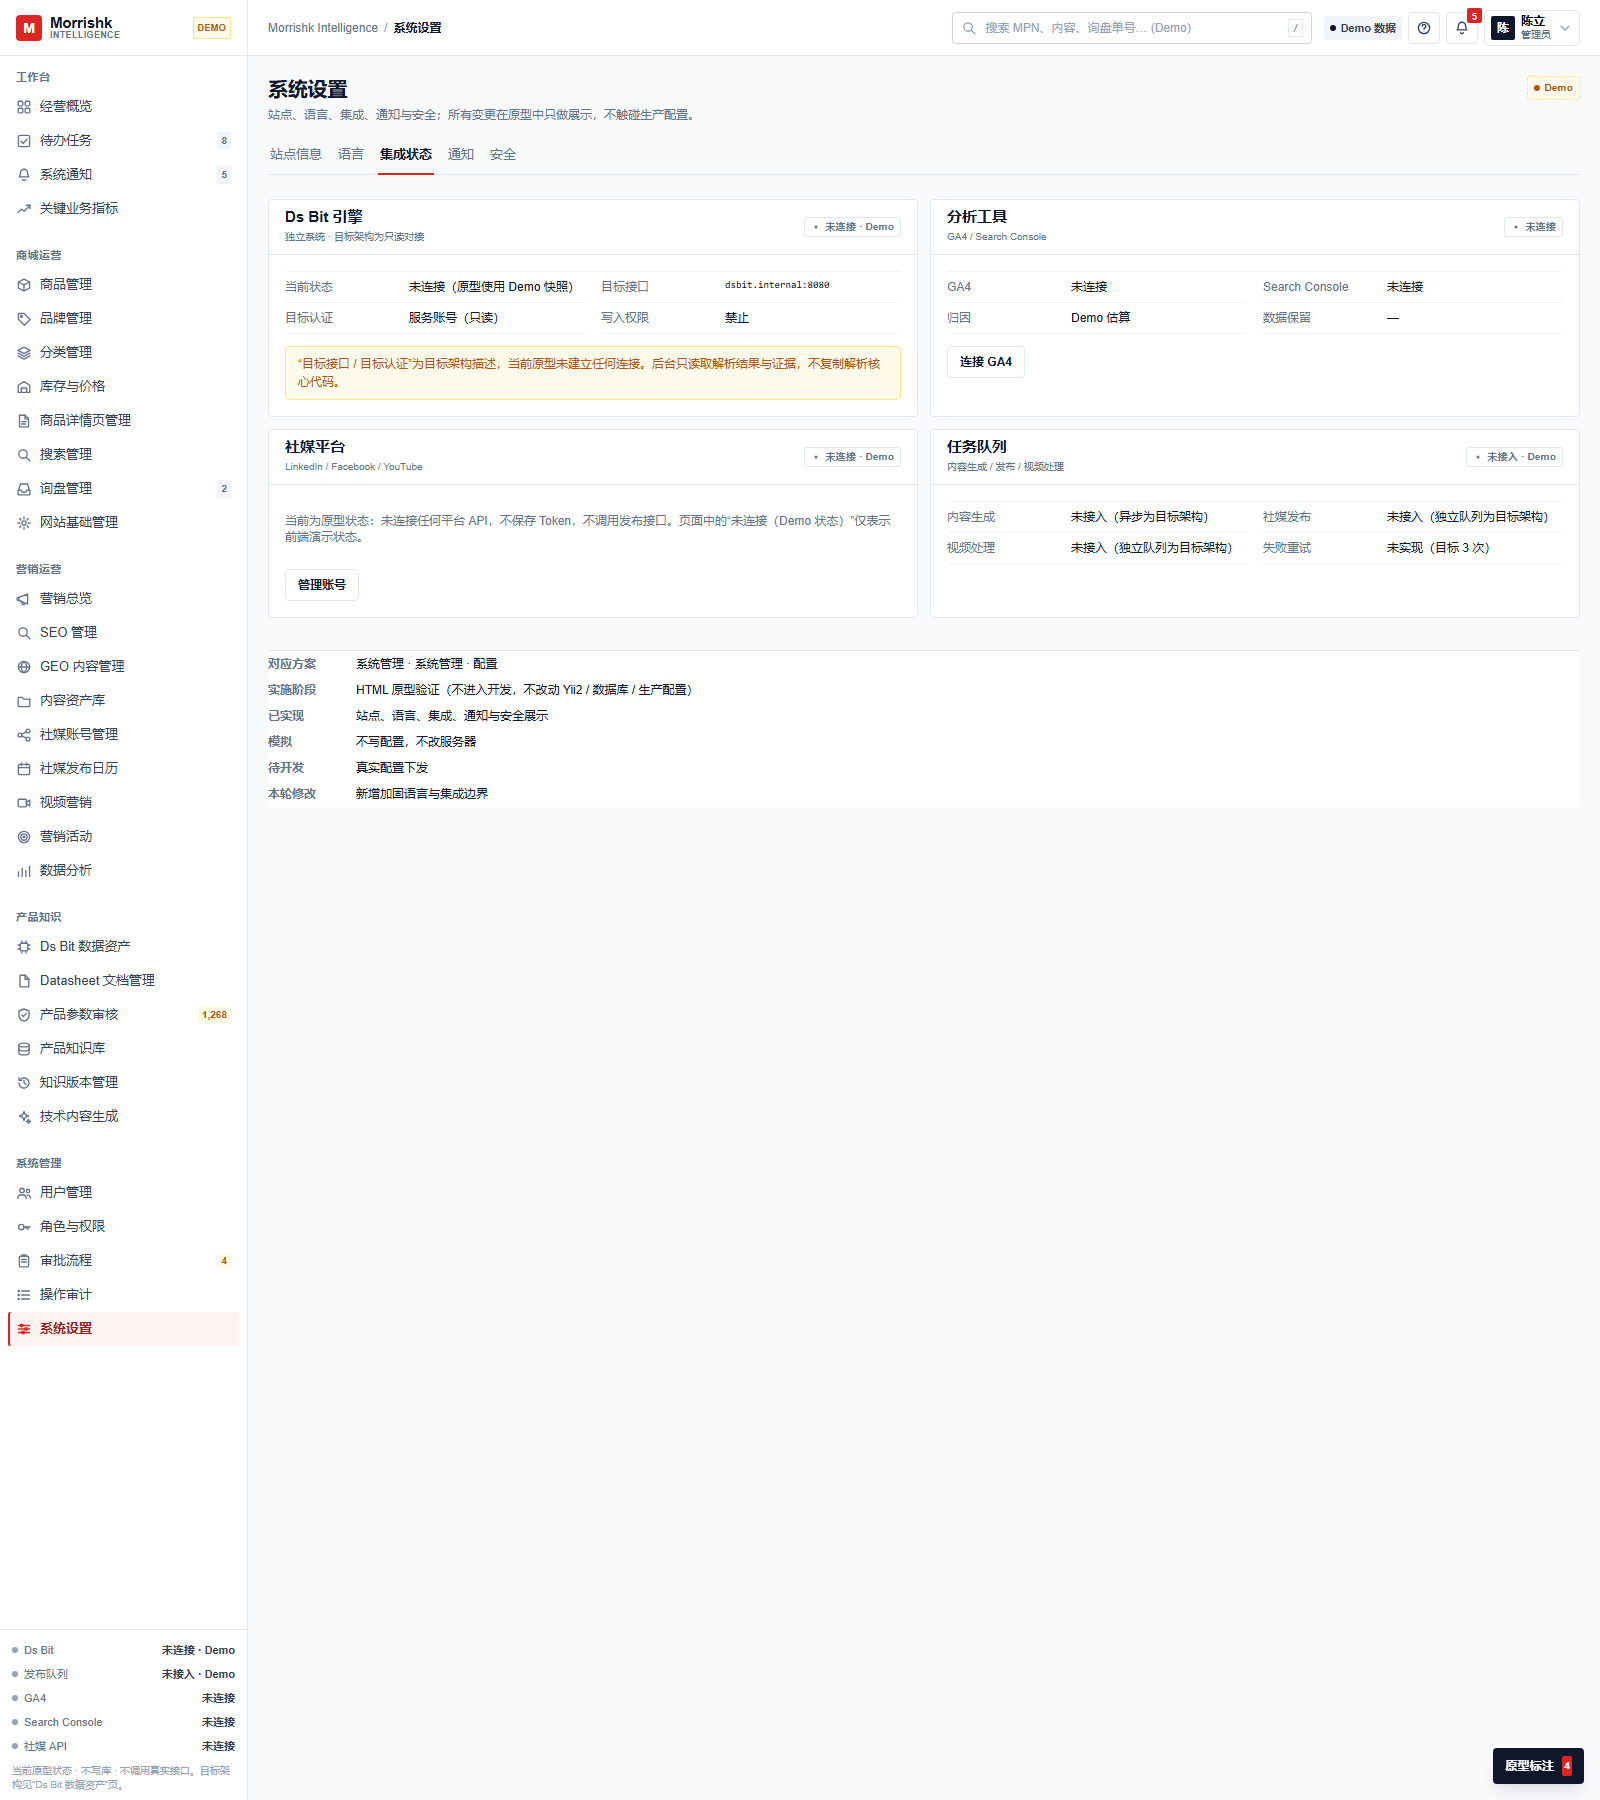 M
Morrishk
INTELLIGENCE
DEMO
工作台
经营概览
待办任务 8
系统通知 5
关键业务指标
商城运营
商品管理
品牌管理
分类管理
库存与价格
商品详情页管理
搜索管理
询盘管理 2
网站基础管理
营销运营
营销总览
SEO 管理
GEO 内容管理
内容资产库
社媒账号管理
社媒发布日历
视频营销
营销活动
数据分析
产品知识
Ds Bit 数据资产
Datasheet 文档管理
产品参数审核 1,268
产品知识库
知识版本管理
技术内容生成
系统管理
用户管理
角色与权限
审批流程 4
操作审计
系统设置
Ds Bit 未连接 · Demo
发布队列 未接入 · Demo
GA4 未连接
Search Console 未连接
社媒 API 未连接
当前原型状态 · 不写库 · 不调用真实接口。目标架
构见“Ds Bit 数据资产”页。
Morrishk Intelligence / 系统设置
搜索 MPN、内容、询盘单号… (Demo) /
Demo 数据
5
陈
陈立
管理员
系统设置
Demo
站点、语言、集成、通知与安全；所有变更在原型中只做展示，不触碰生产配置。
站点信息 语言 集成状态 通知 安全
Ds Bit 引擎
独立系统 · 目标架构为只读对接
未连接 · Demo
当前状态 未连接（原型使用 Demo 快照） 目标接口 dsbit.internal:8080
目标认证 服务账号（只读） 写入权限 禁止
“目标接口 / 目标认证”为目标架构描述，当前原型未建立任何连接。后台只读取解析结果与证据，不复制解析核
心代码。
分析工具
GA4 / Search Console
未连接
GA4 未连接 Search Console 未连接
归因 Demo 估算 数据保留 —
连接 GA4
社媒平台
LinkedIn / Facebook / YouTube
未连接 · Demo
当前为原型状态：未连接任何平台 API，不保存 Token，不调用发布接口。页面中的“未连接（Demo 状态）”仅表示
前端演示状态。
管理账号
任务队列
内容生成 / 发布 / 视频处理
未接入 · Demo
内容生成 未接入（异步为目标架构） 社媒发布 未接入（独立队列为目标架构）
视频处理 未接入（独立队列为目标架构） 失败重试 未实现（目标 3 次）
对应方案 系统管理 · 系统管理 · 配置
实施阶段 HTML 原型验证（不进入开发，不改动 Yii2 / 数据库 / 生产配置）
已实现 站点、语言、集成、通知与安全展示
模拟 不写配置，不改服务器
待开发 真实配置下发
本轮修改 新增加固语言与集成边界
原型标注 4